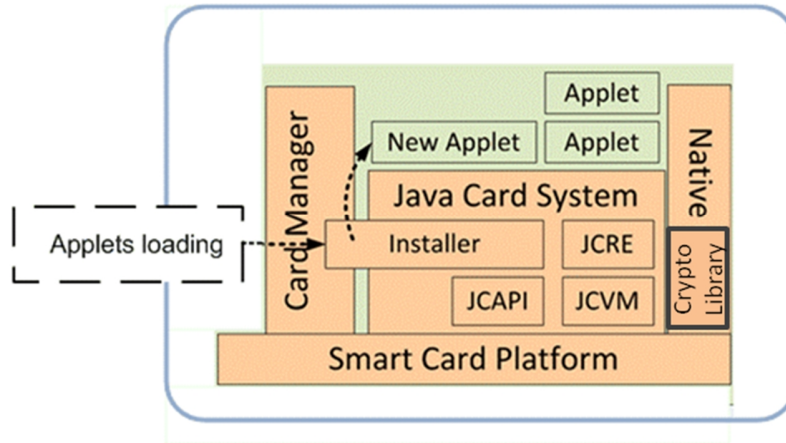 Applet
New Applet
Applet
Native
Card Manager
Java Card System
Applets loading
Installer
JCRE
Crypto
Library
JCAPI
JCVM
Smart Card Platform